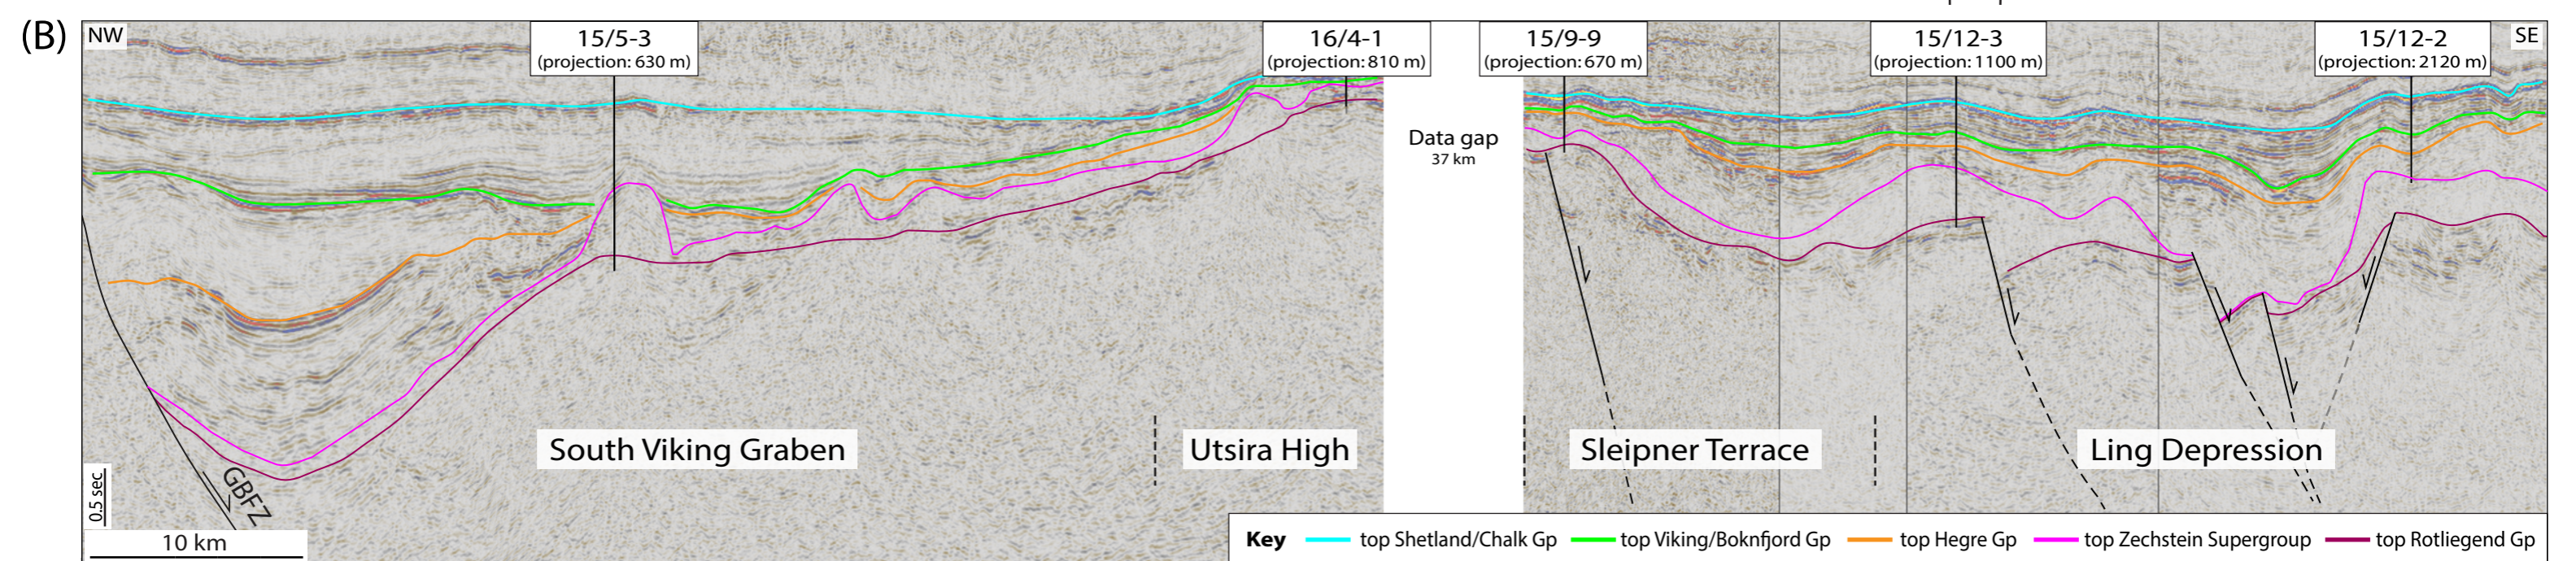 (B)
NW
15/5-3
(projection: 630 m)
16/4-1
(projection: 810 m)
15/9-9
(projection: 670 m)
15/12-3
(projection: 1100 m)
15/12-2
(projection: 2120 m)
SE
Data gap
37 km
South Viking Graben
Utsira High
Sleipner Terrace
Ling Depression
GBFZ
0.5 sec
10 km
Key top Shetland/Chalk Gp top Viking/Boknfjord Gp top Hegre Gp top Zechstein Supergroup top Rotliegend Gp